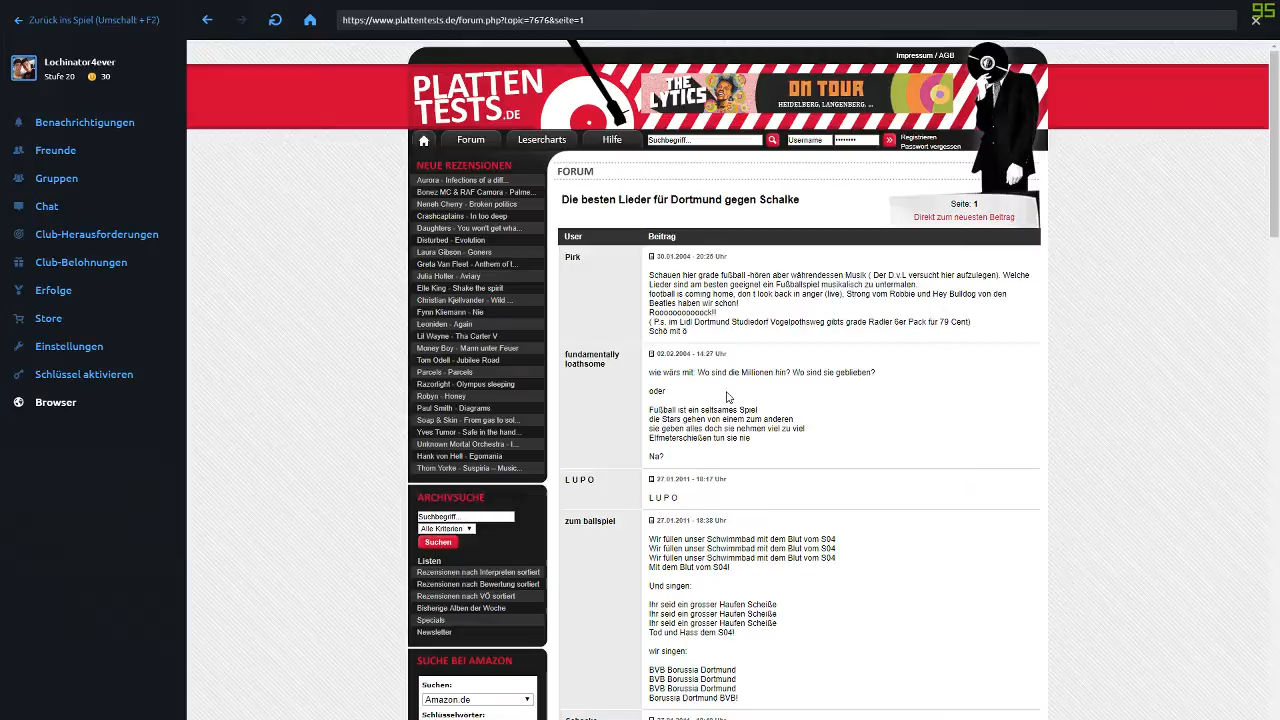 Zurück ins Spiel (Umschalt + F2)
https://www.plattentests.de/forum.php?topic=7676&seite=1
95
Lochinator4ever
Stufe 20
30
Benachrichtigungen
Freunde
Gruppen
Chat
Club-Herausforderungen
Club-Belohnungen
Erfolge
Store
Einstellungen
Schlüssel aktivieren
Browser
Impressum / AGB
PLATTEN
TESTS.DE
THE
LYTICS
ON TOUR
HEIDELBERG, LANGENBERG, ...
Forum
Lesercharts
Hilfe
Suchbegriff...
Username
••••••••
Registrieren
Passwort vergessen
NEUE REZENSIONEN
Aurora - Infections of a diff...
Bonez MC & RAF Camora - Palme...
Neneh Cherry - Broken politics
Crashcaptains - In too deep
Daughters - You won't get wha...
Disturbed - Evolution
Laura Gibson - Goners
Greta Van Fleet - Anthem of t...
Julia Holter - Aviary
Elle King - Shake the spirit
Christian Kjellvander - Wild ...
Fynn Kliemann - Nie
Leoniden - Again
Lil Wayne - Tha Carter V
Money Boy - Mann unter Feuer
Tom Odell - Jubilee Road
Parcels - Parcels
Razorlight - Olympus sleeping
Robyn - Honey
Paul Smith - Diagrams
Soap & Skin - From gas to sol...
Yves Tumor - Safe in the hand...
Unknown Mortal Orchestra - I...
Hank von Hell - Egomania
Thom Yorke - Suspiria – Music...
ARCHIVSUCHE
Suchbegriff...
Alle Kriterien
Suchen
Listen
Rezensionen nach Interpreten sortiert
Rezensionen nach Bewertung sortiert
Rezensionen nach VÖ sortiert
Bisherige Alben der Woche
Specials
Newsletter
SUCHE BEI AMAZON
Suchen:
Amazon.de
Schlüsselwörter:
FORUM
Die besten Lieder für Dortmund gegen Schalke
Seite: 1
Direkt zum neuesten Beitrag
User
Beitrag
Pirk
30.01.2004 - 20:26 Uhr
Schauen hier grade fußball -hören aber währendessen Musik ( Der D.v.L versucht hier aufzulegen). Welche
Lieder sind am besten geeignet ein Fußballspiel musikalisch zu untermalen.
football is coming home, don t look back in anger (live), Strong vom Robbie und Hey Bulldog von den
Beatles haben wir schon!
Rooooooooooock!!!
( P.s. im Lidl Dortmund Studiedorf Vogelpothsweg gibts grade Radler 6er Pack für 79 Cent)
Schö mit ö
fundamentally
loathsome
02.02.2004 - 14:27 Uhr
wie wärs mit: Wo sind die Millionen hin? Wo sind sie geblieben?
oder
Fußball ist ein seltsames Spiel
die Stars gehen von einem zum anderen
sie geben alles doch sie nehmen viel zu viel
Elfmeterschießen tun sie nie
Na?
L U P O
27.01.2011 - 18:17 Uhr
L U P O
zum ballspiel
27.01.2011 - 18:38 Uhr
Wir füllen unser Schwimmbad mit dem Blut vom S04
Wir füllen unser Schwimmbad mit dem Blut vom S04
Wir füllen unser Schwimmbad mit dem Blut vom S04
Mit dem Blut vom S04!
Und singen:
Ihr seid ein grosser Haufen Scheiße
Ihr seid ein grosser Haufen Scheiße
Ihr seid ein grosser Haufen Scheiße
Tod und Hass dem S04!
wir singen:
BVB Borussia Dortmund
BVB Borussia Dortmund
BVB Borussia Dortmund
Borussia Dortmund BVB!